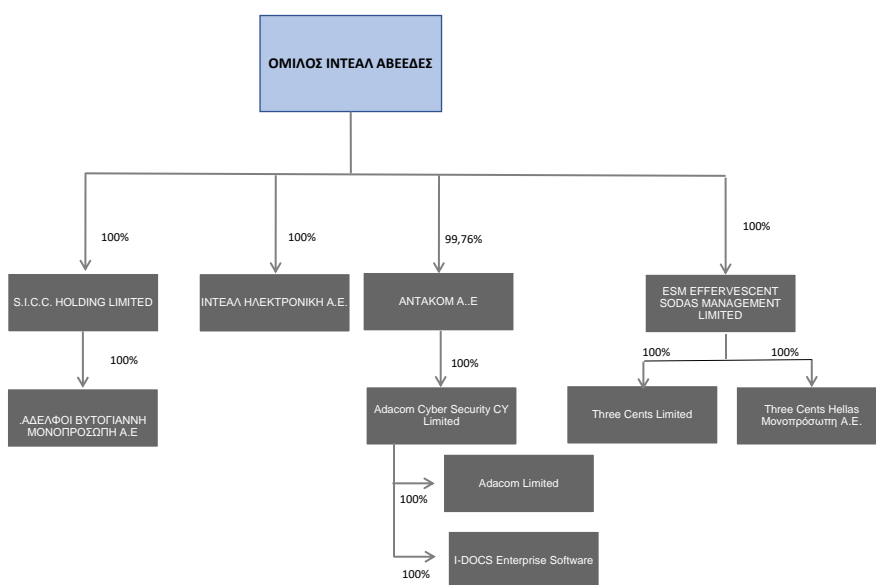 ΟΜΙΛΟΣ ΙΝΤΕΑΛ ΑΒΕΕΔΕΣ
100%
100%
99,76%
100%
S.I.C.C. HOLDING LIMITED
ΙΝΤΕΑΛ ΗΛΕΚΤΡΟΝΙΚΗ Α.Ε.
ΑΝΤΑΚΟΜ Α..Ε
ESM EFFERVESCENT
SODAS MANAGEMENT
LIMITED
100%
100%
100%
100%
.ΑΔΕΛΦΟΙ ΒΥΤΟΓΙΑΝΝΗ
ΜΟΝΟΠΡΟΣΩΠΗ Α.Ε
Adacom Cyber Security CY
Limited
Three Cents Limited
Three Cents Hellas
Μονοπρόσωπη Α.Ε.
100%
Adacom Limited
100%
I-DOCS Enterprise Software